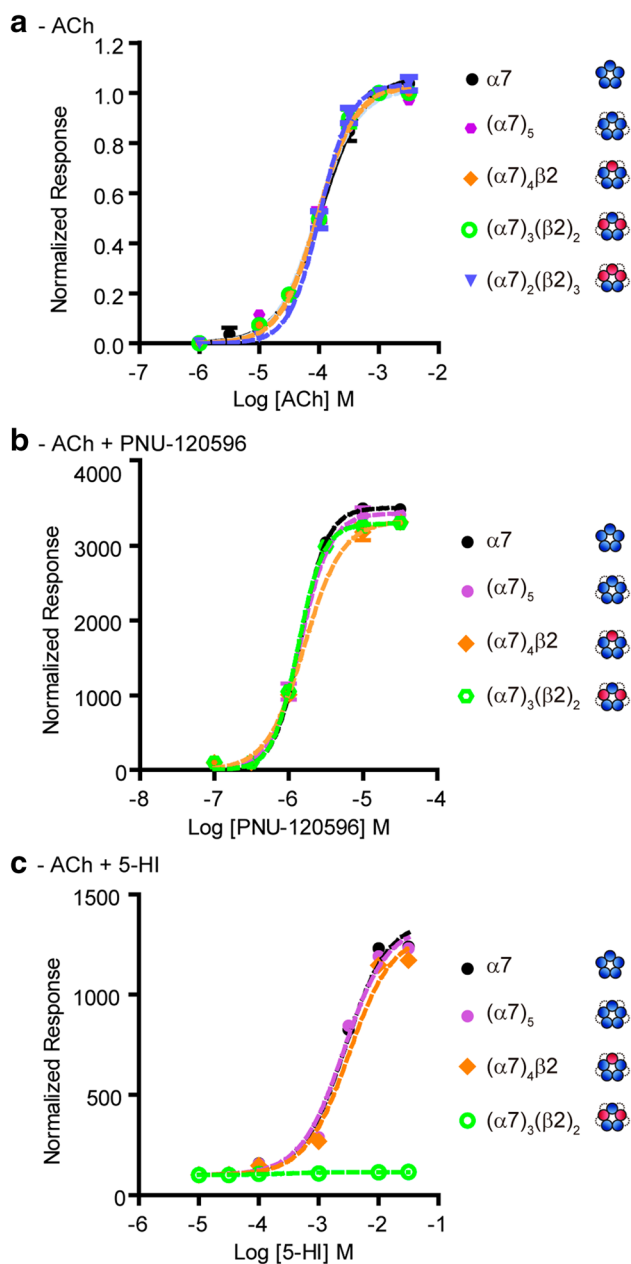 a - ACh
1.2
1.0
0.8
0.6
0.4
0.2
0.0
Normalized Response
-7 -6 -5 -4 -3 -2
Log [ACh] M
α7
(α7)5
(α7)4β2
(α7)3(β2)2
(α7)2(β2)3
b - ACh + PNU-120596
4000
3000
2000
1000
0
Normalized Response
-8 -7 -6 -5 -4
Log [PNU-120596] M
α7
(α7)5
(α7)4β2
(α7)3(β2)2
c - ACh + 5-HI
1500
1000
500
0
Normalized Response
-6 -5 -4 -3 -2 -1
Log [5-HI] M
α7
(α7)5
(α7)4β2
(α7)3(β2)2